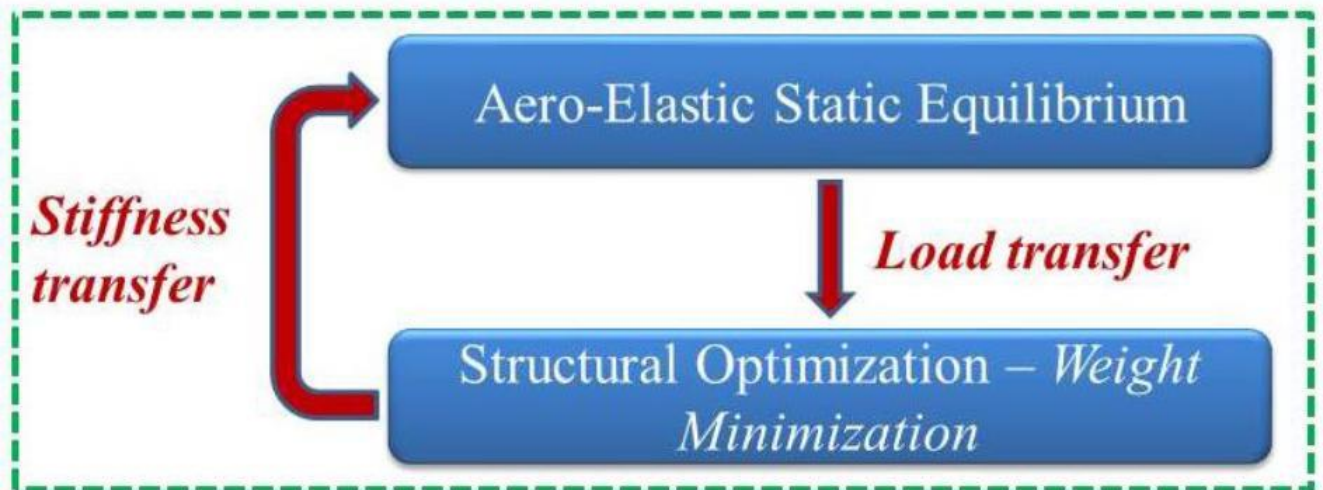 Aero-Elastic Static Equilibrium
Stiffness
transfer
Load transfer
Structural Optimization – Weight
Minimization